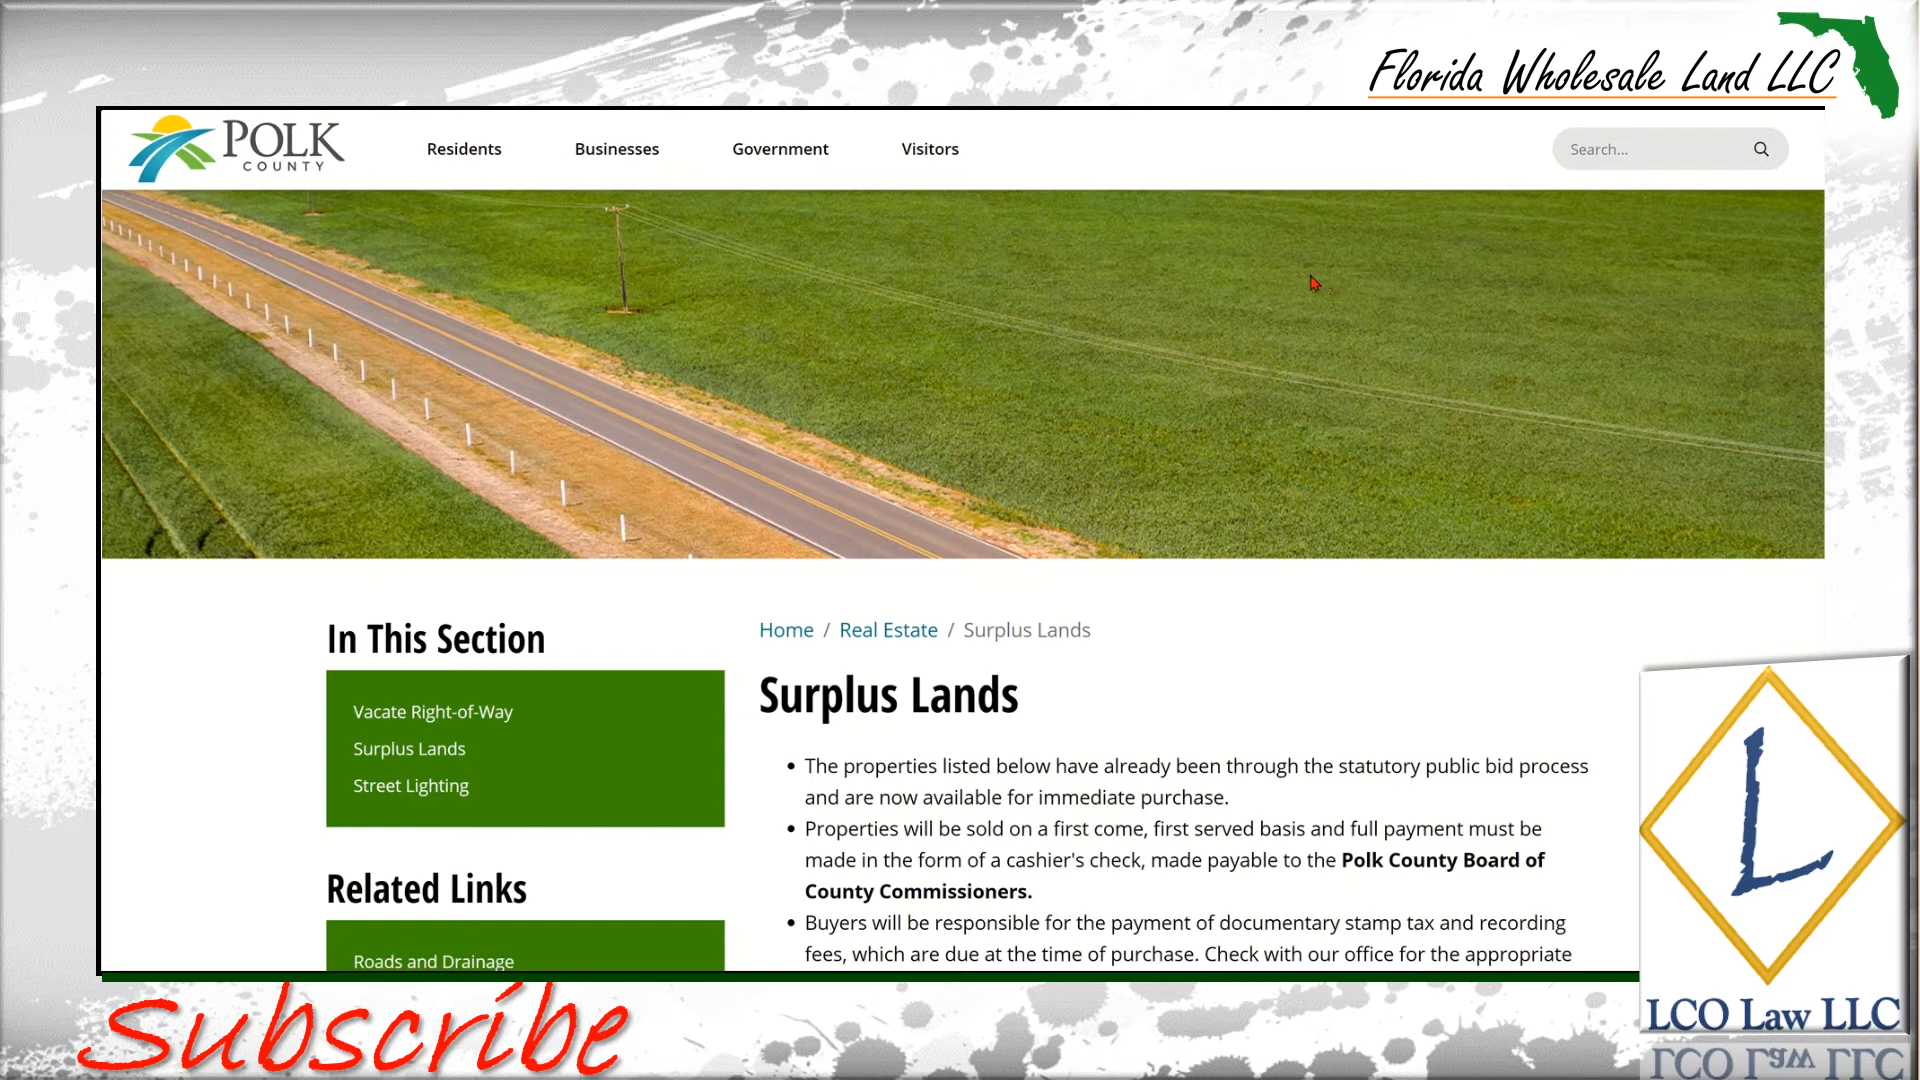 Florida Wholesale Land LLC
POLK
COUNTY
Residents
Businesses
Government
Visitors
Search...
In This Section
Vacate Right-of-Way
Surplus Lands
Street Lighting
Related Links
Roads and Drainage
Home / Real Estate / Surplus Lands
Surplus Lands
• The properties listed below have already been through the statutory public bid process
and are now available for immediate purchase.
• Properties will be sold on a first come, first served basis and full payment must be
made in the form of a cashier's check, made payable to the Polk County Board of
County Commissioners.
• Buyers will be responsible for the payment of documentary stamp tax and recording
fees, which are due at the time of purchase. Check with our office for the appropriate
L
LCO Law LLC
Subscribe